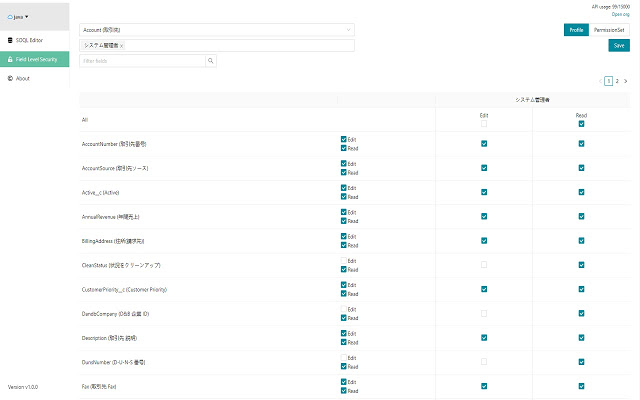 java
API usage: 99/15000
Open org
SOQL Editor
Field Level Security
About
Account (取引先)
Profile
PermissionSet
システム管理者 x
Save
Filter fields
1 2
システム管理者
All
Edit
Read
AccountNumber (取引先番号)
Edit
Read
AccountSource (取引先ソース)
Edit
Read
Active__c (Active)
Edit
Read
AnnualRevenue (年間売上)
Edit
Read
BillingAddress (住所(請求先))
Edit
Read
CleanStatus (状況をクリーンアップ)
Edit
Read
CustomerPriority__c (Customer Priority)
Edit
Read
DandbCompany (D&B 企業 ID)
Edit
Read
Description (取引先 説明)
Edit
Read
DunsNumber (D-U-N-S 番号)
Edit
Read
Fax (取引先 Fax)
Edit
Read
Version v1.0.0